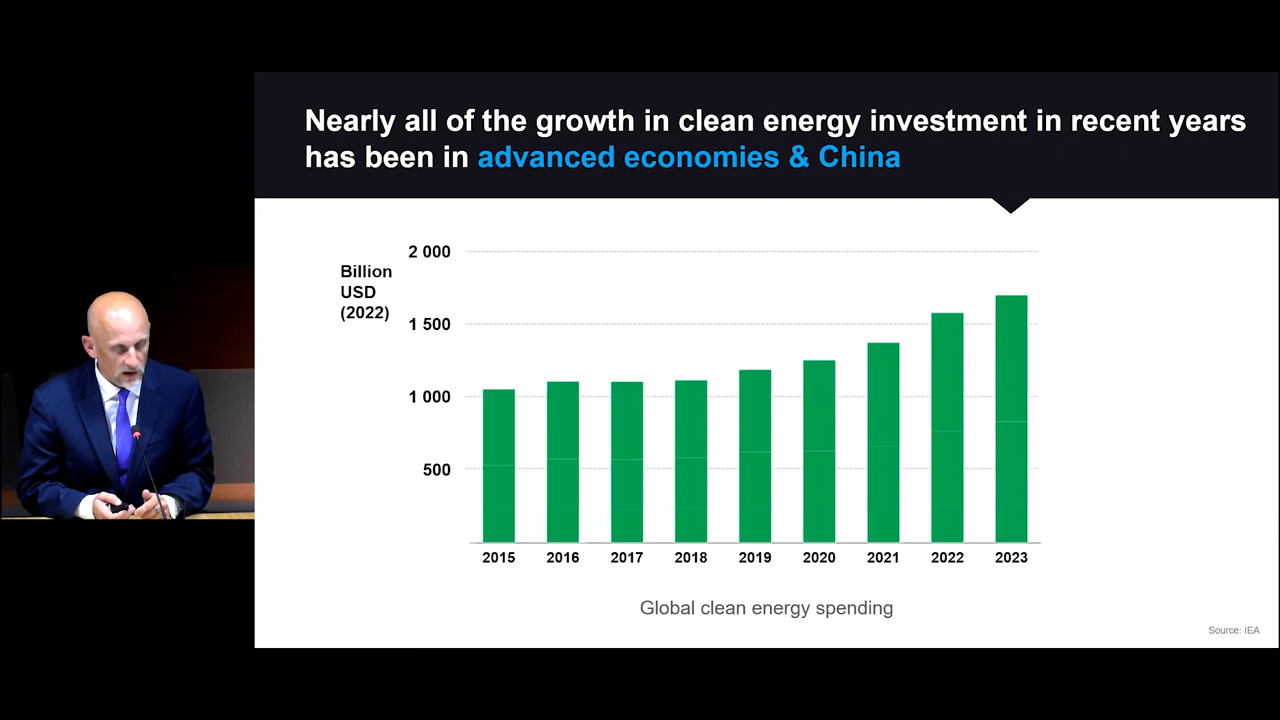 Nearly all of the growth in clean energy investment in recent years
has been in advanced economies & China
Billion
USD
(2022)
2 000
1 500
1 000
500
2015 2016 2017 2018 2019 2020 2021 2022 2023
Global clean energy spending
Source: IEA